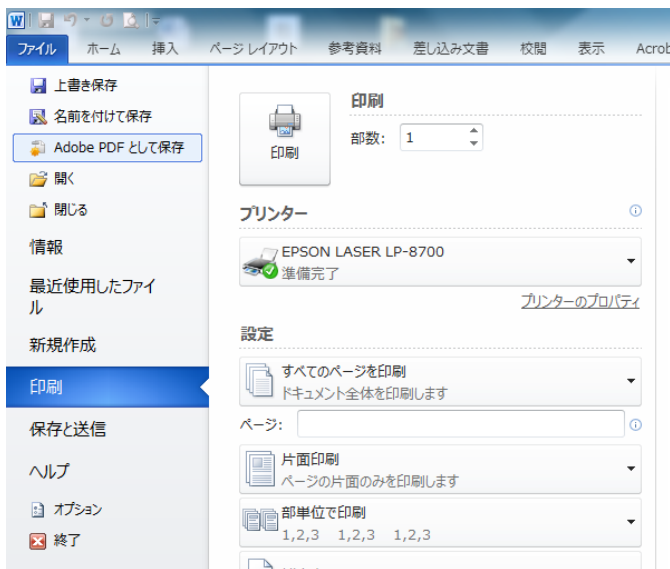 ファイル ホーム 挿入 ページ レイアウト 参考資料 差し込み文書 校閲 表示 Acrob
上書き保存
名前を付けて保存
Adobe PDF として保存
開く
閉じる
情報
最近使用したファイ
ル
新規作成
印刷
保存と送信
ヘルプ
オプション
終了
印刷
印刷
部数: 1
プリンター
EPSON LASER LP-8700
準備完了
プリンターのプロパティ
設定
すべてのページを印刷
ドキュメント全体を印刷します
ページ:
片面印刷
ページの片面のみを印刷します
部単位で印刷
1,2,3 1,2,3 1,2,3